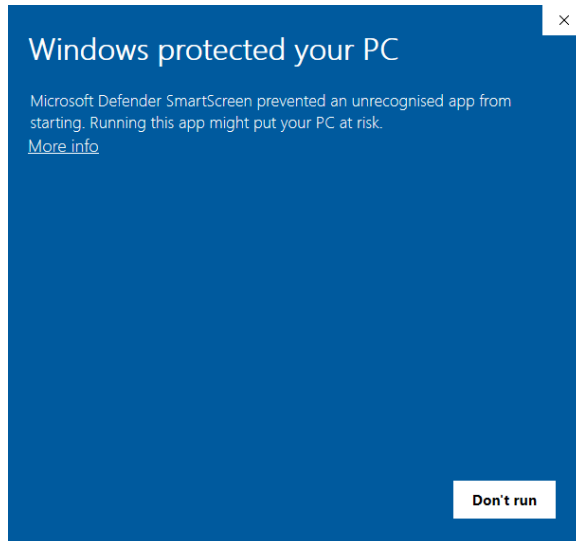 Windows protected your PC
Microsoft Defender SmartScreen prevented an unrecognised app from
starting. Running this app might put your PC at risk.
More info
Don't run